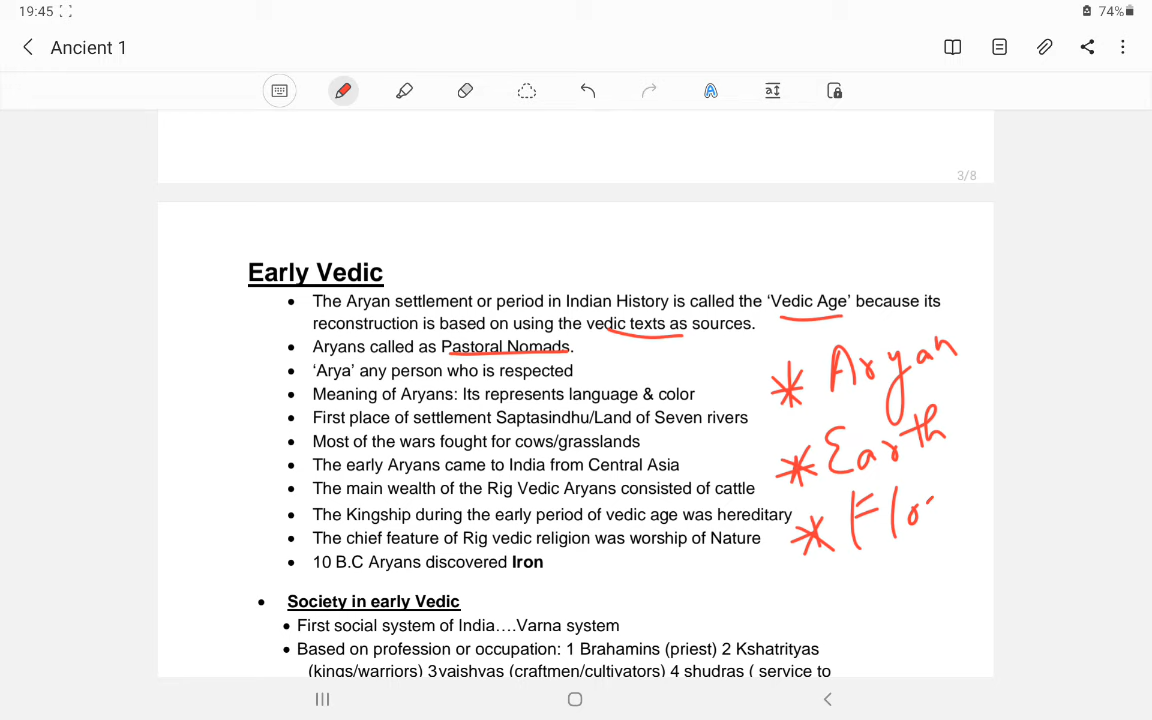 19:45
74%
Ancient 1
3/8
Early Vedic
• The Aryan settlement or period in Indian History is called the ‘Vedic Age’ because its
reconstruction is based on using the vedic texts as sources.
• Aryans called as Pastoral Nomads.
• ‘Arya’ any person who is respected
• Meaning of Aryans: Its represents language & color
• First place of settlement Saptasindhu/Land of Seven rivers
• Most of the wars fought for cows/grasslands
• The early Aryans came to India from Central Asia
• The main wealth of the Rig Vedic Aryans consisted of cattle
• The Kingship during the early period of vedic age was hereditary
• The chief feature of Rig vedic religion was worship of Nature
• 10 B.C Aryans discovered Iron
* Aryan
* Earth
• Society in early Vedic
• First social system of India….Varna system
• Based on profession or occupation: 1 Brahamins (priest) 2 Kshatrityas
(kings/warriors) 3vaishvas (craftmen/cultivators) 4 shudras ( service to